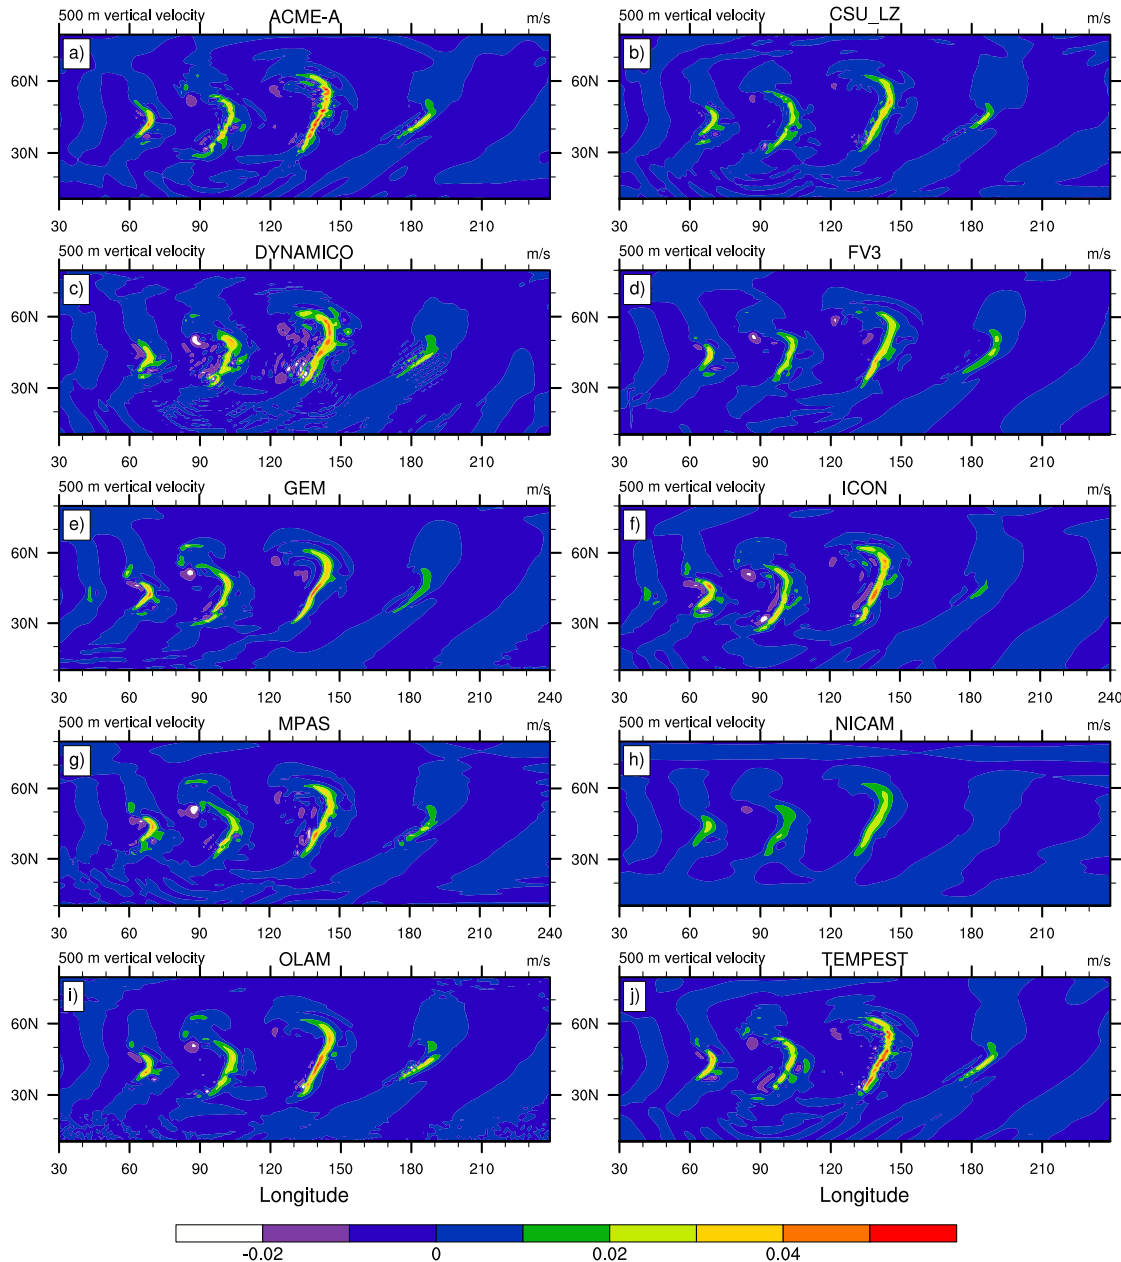 500 m vertical velocity ACME-A m/s
a)
60N
30N
30 60 90 120 150 180 210
500 m vertical velocity CSU_LZ m/s
b)
60N
30N
30 60 90 120 150 180 210
500 m vertical velocity DYNAMICO m/s
c)
60N
30N
30 60 90 120 150 180 210
500 m vertical velocity FV3 m/s
d)
60N
30N
30 60 90 120 150 180 210
500 m vertical velocity GEM m/s
e)
60N
30N
30 60 90 120 150 180 210 240
500 m vertical velocity ICON m/s
f)
60N
30N
30 60 90 120 150 180 210 240
500 m vertical velocity MPAS m/s
g)
60N
30N
30 60 90 120 150 180 210 240
500 m vertical velocity NICAM m/s
h)
60N
30N
30 60 90 120 150 180 210
500 m vertical velocity OLAM m/s
i)
60N
30N
30 60 90 120 150 180 210
Longitude
500 m vertical velocity TEMPEST m/s
j)
60N
30N
30 60 90 120 150 180 210
Longitude
-0.02 0 0.02 0.04